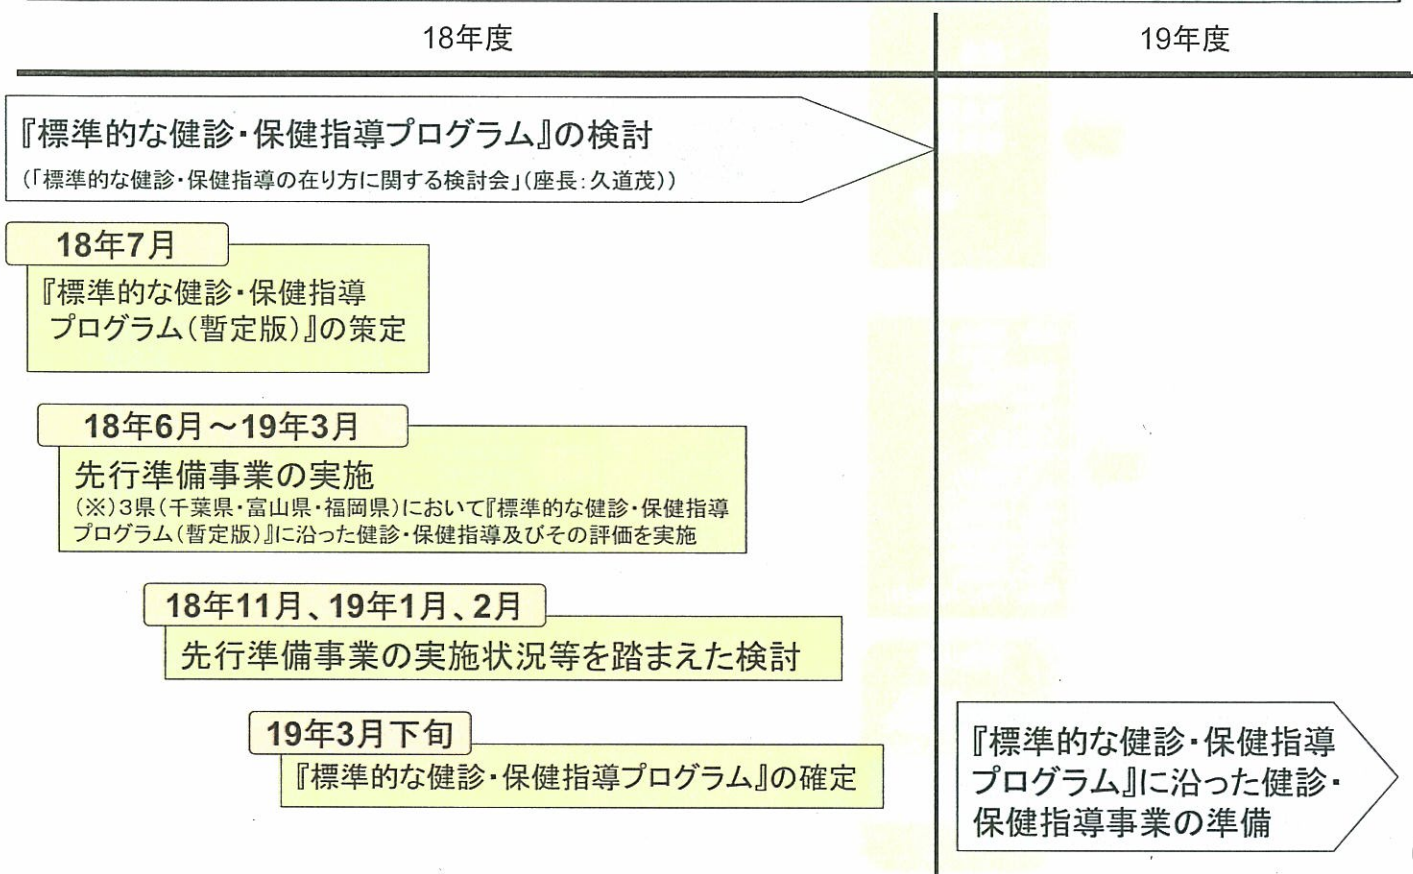 18年度
19年度
『標準的な健診・保健指導プログラム』の検討
(「標準的な健診・保健指導の在り方に関する検討会」(座長:久道茂))
18年7月
『標準的な健診・保健指導
プログラム(暫定版)』の策定
18年6月～19年3月
先行準備事業の実施
(※)3県(千葉県・富山県・福岡県)において『標準的な健診・保健指導
プログラム(暫定版)』に沿った健診・保健指導及びその評価を実施
18年11月、19年1月、2月
先行準備事業の実施状況等を踏まえた検討
19年3月下旬
『標準的な健診・保健指導プログラム』の確定
『標準的な健診・保健指導
プログラム』に沿った健診・
保健指導事業の準備